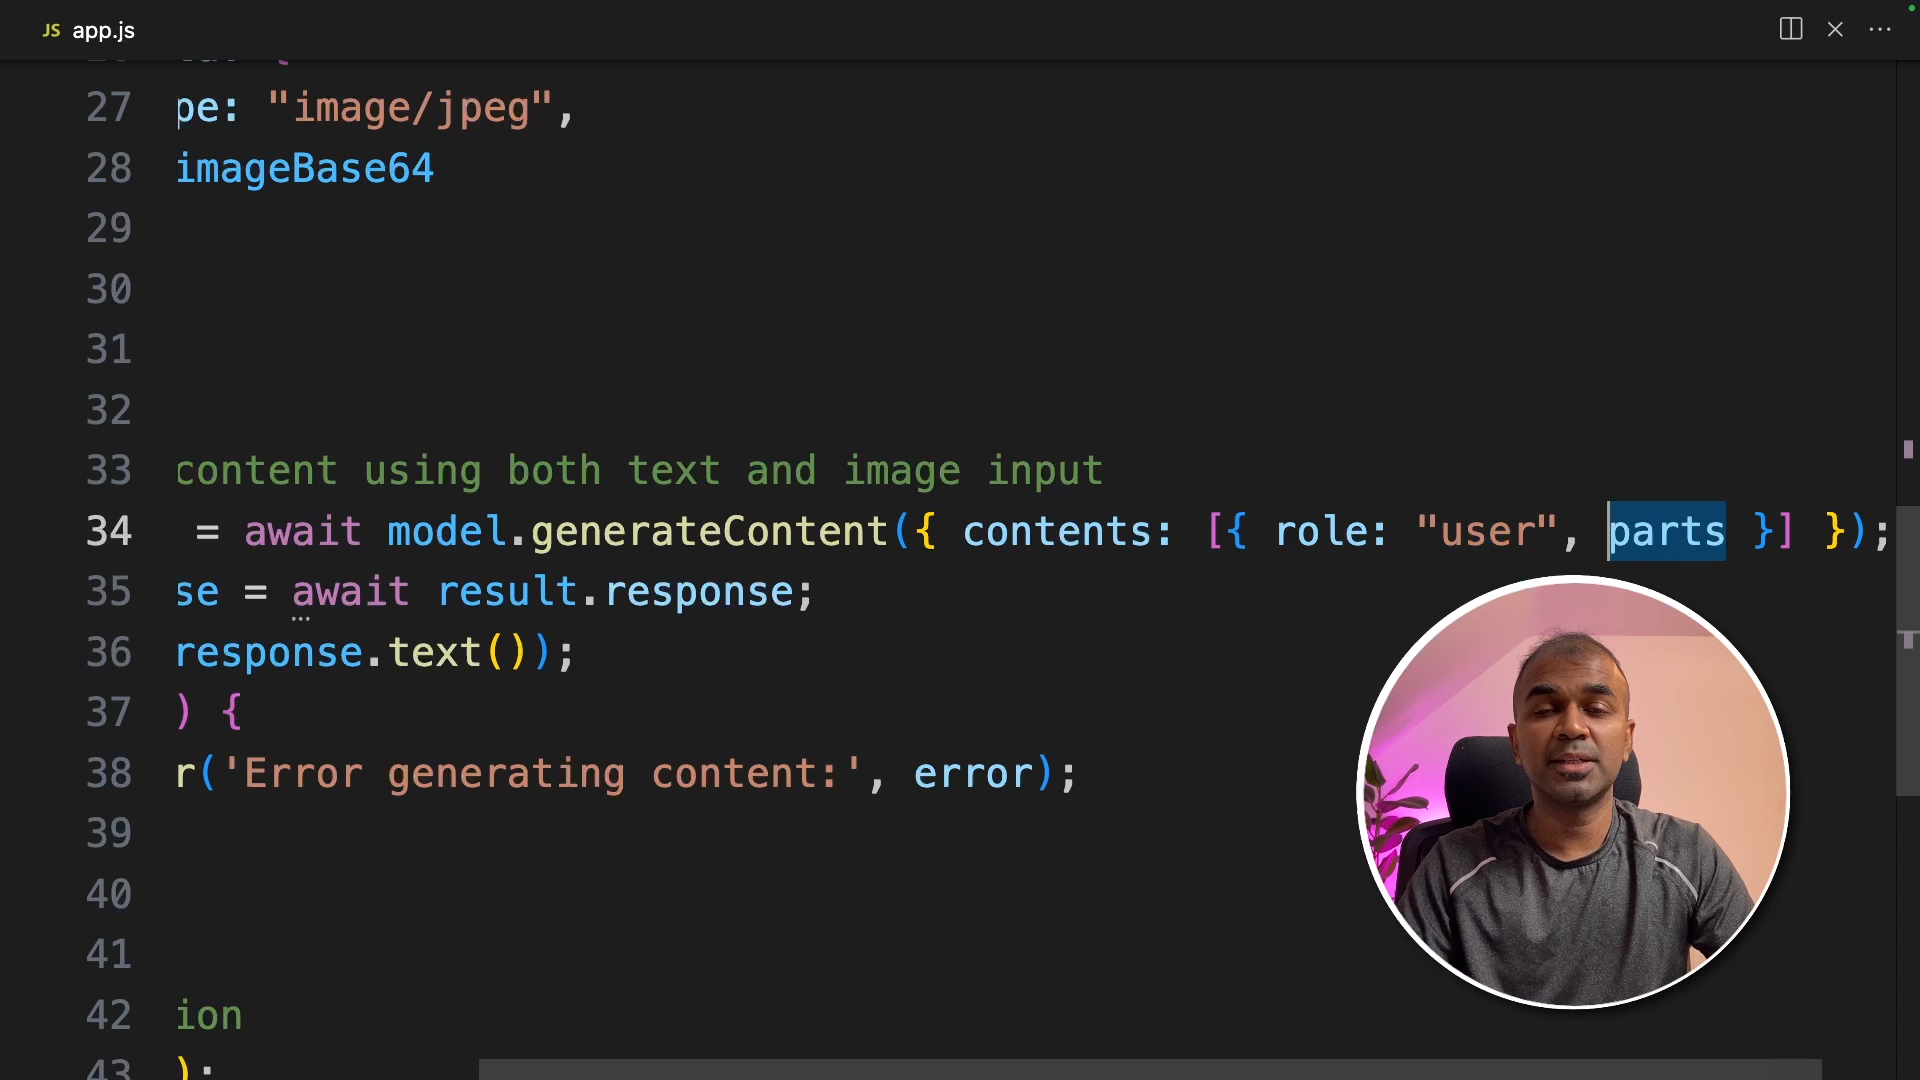 JS app.js
27 pe: "image/jpeg",
28 imageBase64
29
30
31
32
33 content using both text and image input
34 = await model.generateContent({ contents: [{ role: "user", parts }] });
35 se = await result.response;
36 response.text());
37 ) {
38 r('Error generating content:', error);
39
40
41
42 ion
43 );